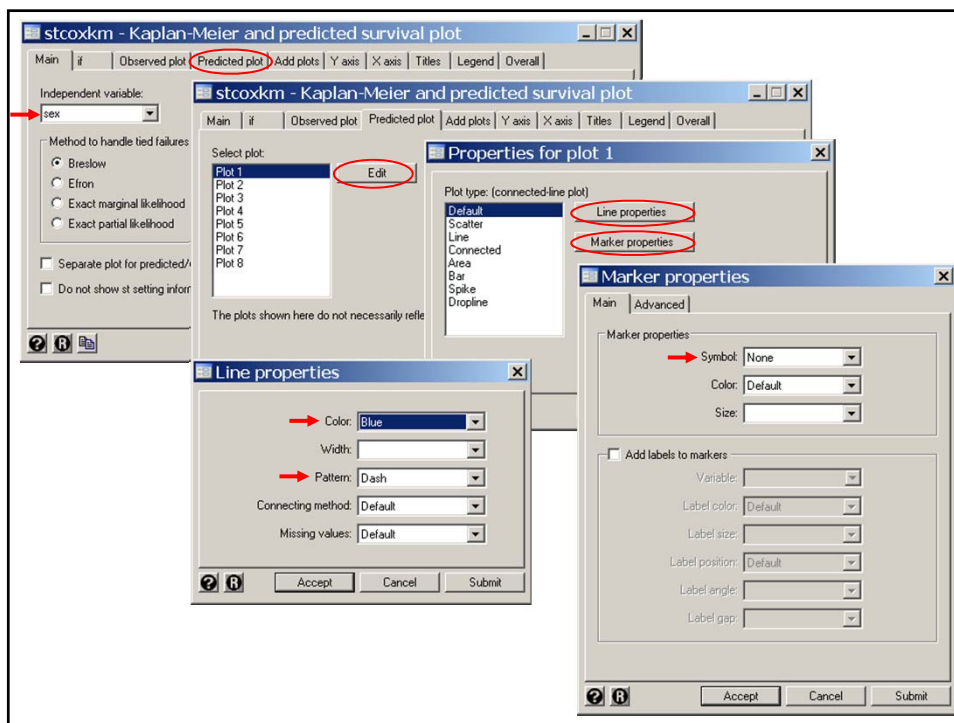 stcoxkm - Kaplan-Meier and predicted survival plot
Main if Observed plot Predicted plot Add plots Y axis X axis Titles Legend Overall
Independent variable:
sex
Method to handle tied failures
Breslow
Efron
Exact marginal likelihood
Exact partial likelihood
Separate plot for predicted/
Do not show st setting infor
stcoxkm - Kaplan-Meier and predicted survival plot
Main if Observed plot Predicted plot Add plots Y axis X axis Titles Legend Overall
Select plot:
Plot 1
Plot 2
Plot 3
Plot 4
Plot 5
Plot 6
Plot 7
Plot 8
Edit
The plots shown here do not necessarily refle
Properties for plot 1
Plot type: (connected-line plot)
Default
Scatter
Line
Connected
Area
Bar
Spike
Dropline
Line properties
Marker properties
Line properties
Color: Blue
Width:
Pattern: Dash
Connecting method: Default
Missing values: Default
? R Accept Cancel Submit
Marker properties
Main Advanced
Marker properties
Symbol: None
Color: Default
Size:
Add labels to markers
Variable:
Label color: Default
Label size:
Label position: Default
Label angle:
Label gap:
? R Accept Cancel Submit